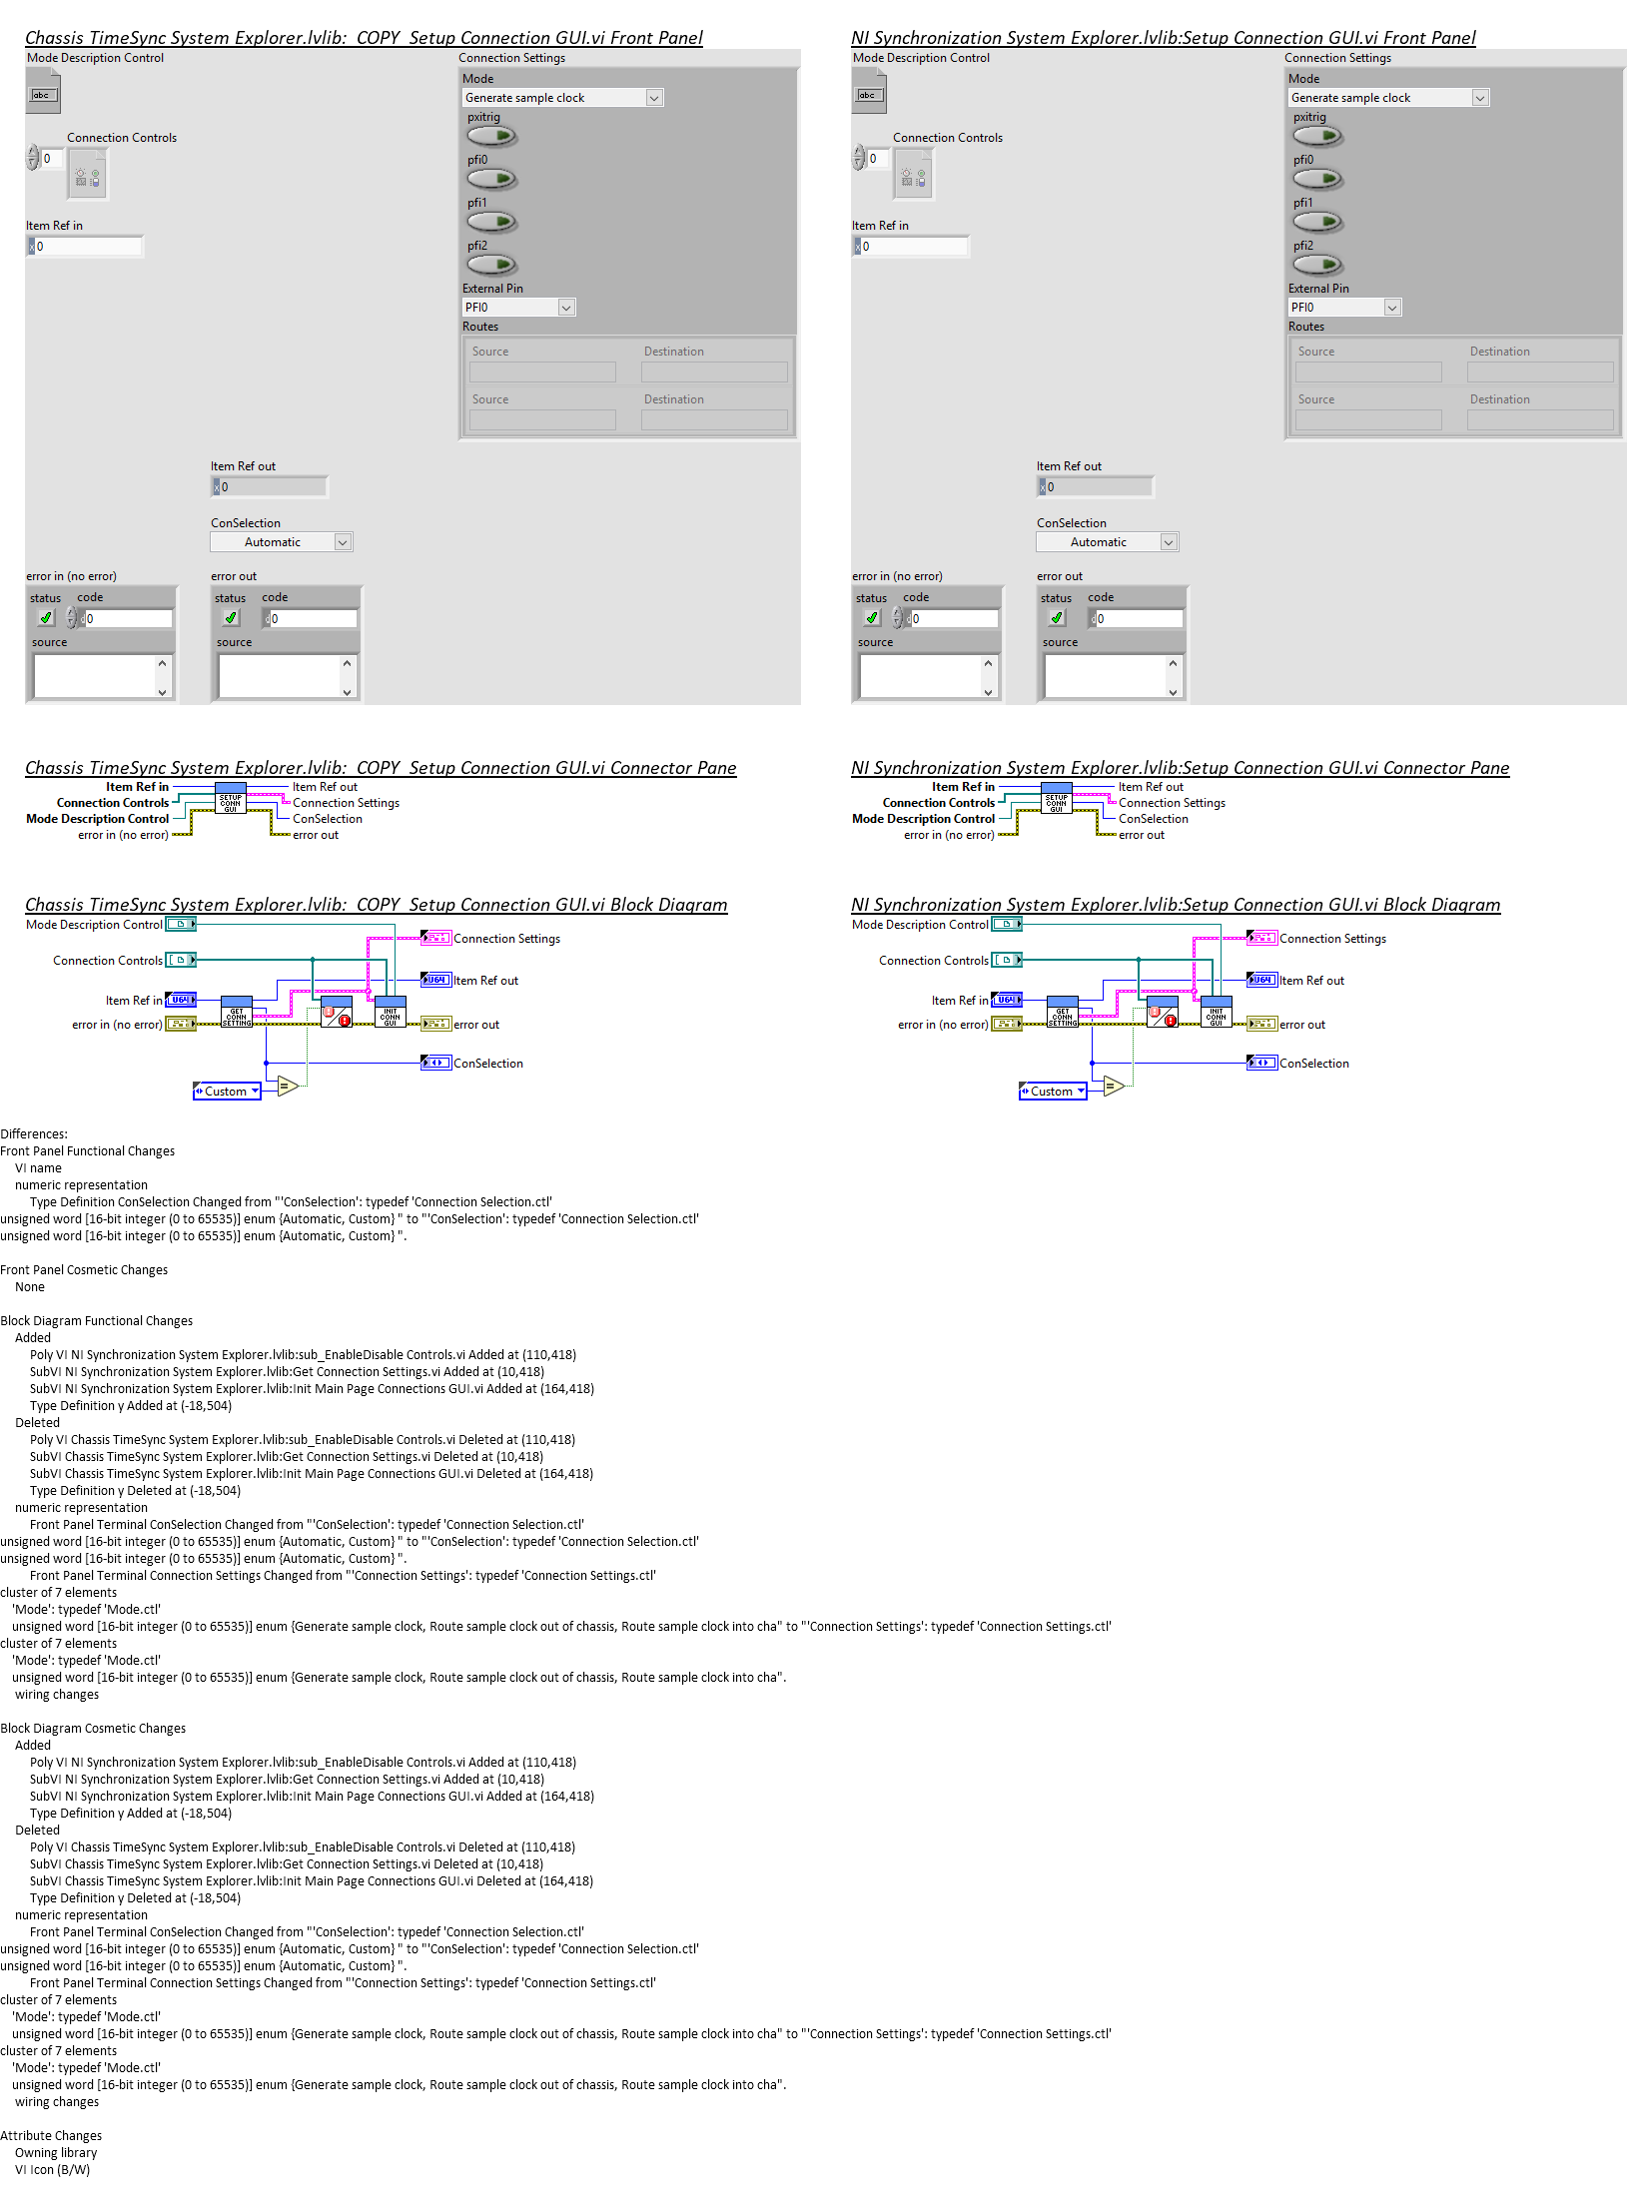 Chassis TimeSync System Explorer.lvlib:_COPY_Setup Connection GUI.vi Front Panel
Mode Description Control
abc
Connection Controls
0
Item Ref in
x 0
Connection Settings
Mode
Generate sample clock
pxitrig
pfi0
pfi1
pfi2
External Pin
PFI0
Routes
Source Destination
Source Destination
Item Ref out
x 0
ConSelection
Automatic
error in (no error) error out
status code status code
d0 d0
source source
NI Synchronization System Explorer.lvlib:Setup Connection GUI.vi Front Panel
Mode Description Control
abc
Connection Controls
0
Item Ref in
x 0
Connection Settings
Mode
Generate sample clock
pxitrig
pfi0
pfi1
pfi2
External Pin
PFI0
Routes
Source Destination
Source Destination
Item Ref out
x 0
ConSelection
Automatic
error in (no error) error out
status code status code
d0 d0
source source
Chassis TimeSync System Explorer.lvlib:_COPY_Setup Connection GUI.vi Connector Pane
Item Ref in Item Ref out
Connection Controls SETUP CONN GUI Connection Settings
Mode Description Control ConSelection
error in (no error) error out
NI Synchronization System Explorer.lvlib:Setup Connection GUI.vi Connector Pane
Item Ref in Item Ref out
Connection Controls SETUP CONN GUI Connection Settings
Mode Description Control ConSelection
error in (no error) error out
Chassis TimeSync System Explorer.lvlib:_COPY_Setup Connection GUI.vi Block Diagram
Mode Description Control
Connection Settings
Connection Controls
U64 Item Ref out
Item Ref in U64
GET CONN SETTING INIT CONN GUI
error in (no error) error out
ConSelection
Custom =
NI Synchronization System Explorer.lvlib:Setup Connection GUI.vi Block Diagram
Mode Description Control
Connection Settings
Connection Controls
U64 Item Ref out
Item Ref in U64
GET CONN SETTING INIT CONN GUI
error in (no error) error out
ConSelection
Custom =
Differences:
Front Panel Functional Changes
VI name
numeric representation
Type Definition ConSelection Changed from "'ConSelection': typedef 'Connection Selection.ctl'
unsigned word [16-bit integer (0 to 65535)] enum {Automatic, Custom} " to "'ConSelection': typedef 'Connection Selection.ctl'
unsigned word [16-bit integer (0 to 65535)] enum {Automatic, Custom} ".
Front Panel Cosmetic Changes
None
Block Diagram Functional Changes
Added
Poly VI NI Synchronization System Explorer.lvlib:sub_EnableDisable Controls.vi Added at (110,418)
SubVI NI Synchronization System Explorer.lvlib:Get Connection Settings.vi Added at (10,418)
SubVI NI Synchronization System Explorer.lvlib:Init Main Page Connections GUI.vi Added at (164,418)
Type Definition y Added at (-18,504)
Deleted
Poly VI Chassis TimeSync System Explorer.lvlib:sub_EnableDisable Controls.vi Deleted at (110,418)
SubVI Chassis TimeSync System Explorer.lvlib:Get Connection Settings.vi Deleted at (10,418)
SubVI Chassis TimeSync System Explorer.lvlib:Init Main Page Connections GUI.vi Deleted at (164,418)
Type Definition y Deleted at (-18,504)
numeric representation
Front Panel Terminal ConSelection Changed from "'ConSelection': typedef 'Connection Selection.ctl'
unsigned word [16-bit integer (0 to 65535)] enum {Automatic, Custom} " to "'ConSelection': typedef 'Connection Selection.ctl'
unsigned word [16-bit integer (0 to 65535)] enum {Automatic, Custom} ".
Front Panel Terminal Connection Settings Changed from "'Connection Settings': typedef 'Connection Settings.ctl'
cluster of 7 elements
'Mode': typedef 'Mode.ctl'
unsigned word [16-bit integer (0 to 65535)] enum {Generate sample clock, Route sample clock out of chassis, Route sample clock into cha" to "'Connection Settings': typedef 'Connection Settings.ctl'
cluster of 7 elements
'Mode': typedef 'Mode.ctl'
unsigned word [16-bit integer (0 to 65535)] enum {Generate sample clock, Route sample clock out of chassis, Route sample clock into cha".
wiring changes
Block Diagram Cosmetic Changes
Added
Poly VI NI Synchronization System Explorer.lvlib:sub_EnableDisable Controls.vi Added at (110,418)
SubVI NI Synchronization System Explorer.lvlib:Get Connection Settings.vi Added at (10,418)
SubVI NI Synchronization System Explorer.lvlib:Init Main Page Connections GUI.vi Added at (164,418)
Type Definition y Added at (-18,504)
Deleted
Poly VI Chassis TimeSync System Explorer.lvlib:sub_EnableDisable Controls.vi Deleted at (110,418)
SubVI Chassis TimeSync System Explorer.lvlib:Get Connection Settings.vi Deleted at (10,418)
SubVI Chassis TimeSync System Explorer.lvlib:Init Main Page Connections GUI.vi Deleted at (164,418)
Type Definition y Deleted at (-18,504)
numeric representation
Front Panel Terminal ConSelection Changed from "'ConSelection': typedef 'Connection Selection.ctl'
unsigned word [16-bit integer (0 to 65535)] enum {Automatic, Custom} " to "'ConSelection': typedef 'Connection Selection.ctl'
unsigned word [16-bit integer (0 to 65535)] enum {Automatic, Custom} ".
Front Panel Terminal Connection Settings Changed from "'Connection Settings': typedef 'Connection Settings.ctl'
cluster of 7 elements
'Mode': typedef 'Mode.ctl'
unsigned word [16-bit integer (0 to 65535)] enum {Generate sample clock, Route sample clock out of chassis, Route sample clock into cha" to "'Connection Settings': typedef 'Connection Settings.ctl'
cluster of 7 elements
'Mode': typedef 'Mode.ctl'
unsigned word [16-bit integer (0 to 65535)] enum {Generate sample clock, Route sample clock out of chassis, Route sample clock into cha".
wiring changes
Attribute Changes
Owning library
VI Icon (B/W)